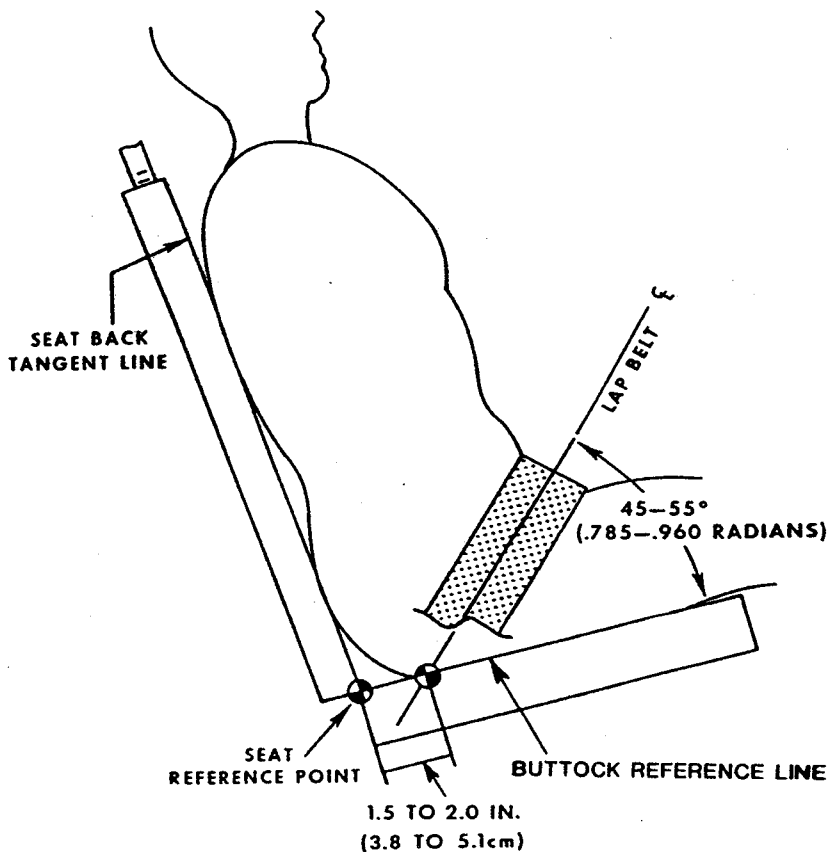 SEAT BACK
TANGENT LINE
LAP BELT ℄
45–55°
(.785–.960 RADIANS)
SEAT
REFERENCE POINT
BUTTOCK REFERENCE LINE
1.5 TO 2.0 IN.
(3.8 TO 5.1cm)